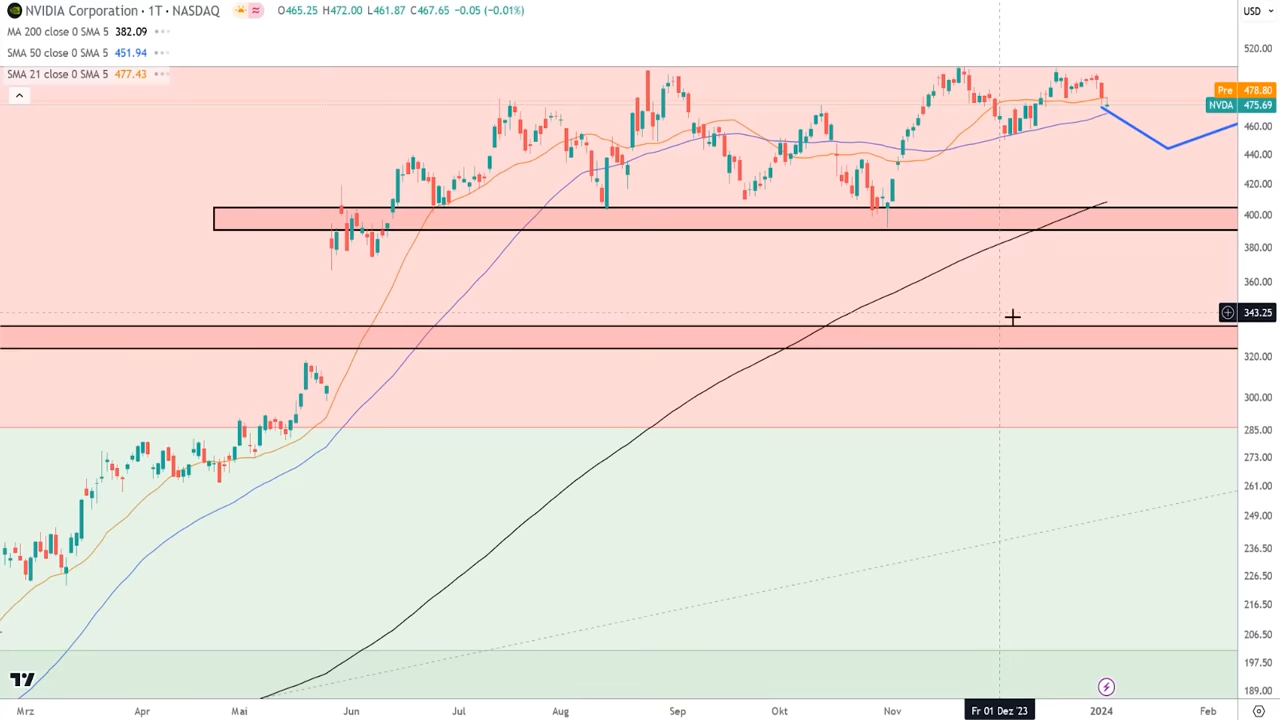 NVIDIA Corporation · 1T · NASDAQ O465.25 H472.00 L461.87 C467.65 −0.05 (−0.01%) USD
MA 200 close 0 SMA 5 382.09
SMA 50 close 0 SMA 5 451.94
SMA 21 close 0 SMA 5 477.43
520.00
Pre 478.80
NVDA 475.69
460.00
440.00
420.00
400.00
380.00
360.00
343.25
320.00
300.00
285.00
273.00
261.00
249.00
236.50
226.50
216.50
206.50
197.50
189.00
Mrz Apr Mai Jun Jul Aug Sep Okt Nov Fr 01 Dez '23 2024 Feb